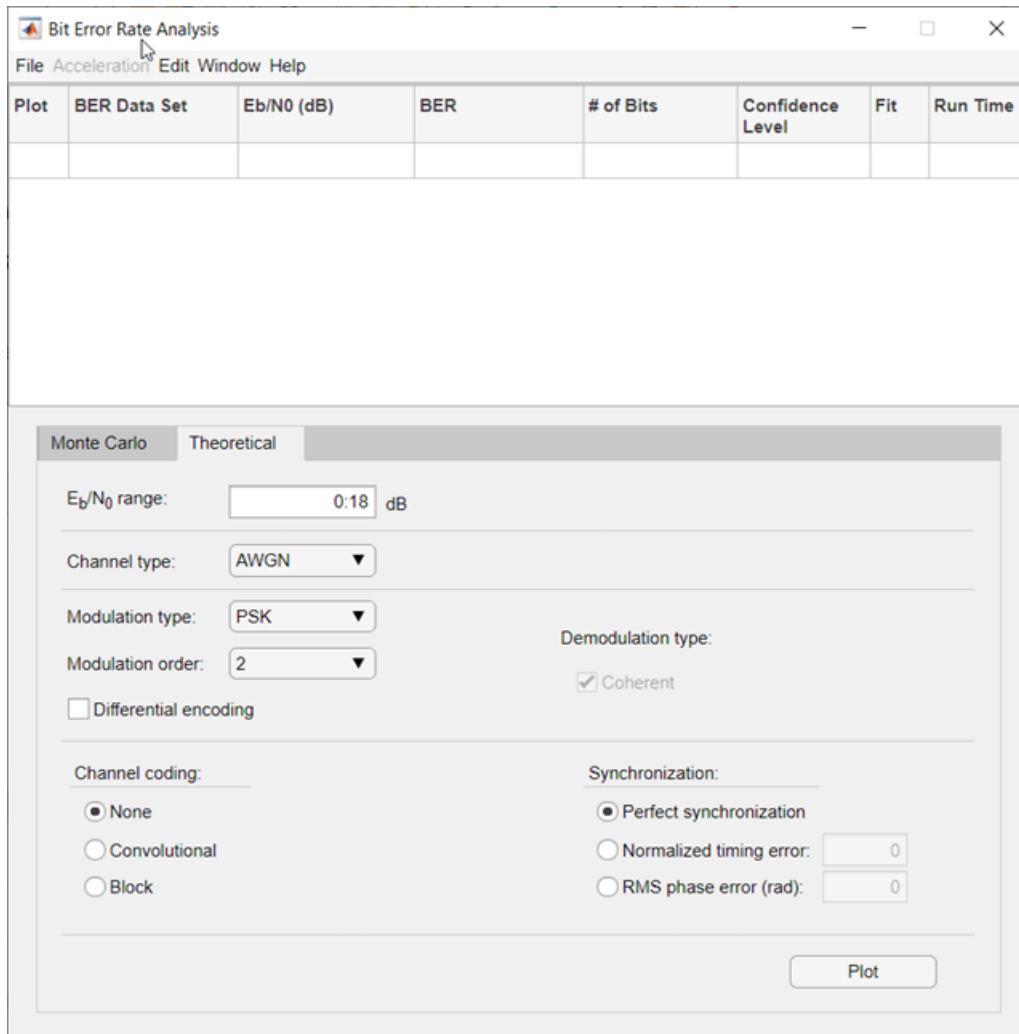 Bit Error Rate Analysis
File Acceleration Edit Window Help
Plot BER Data Set Eb/N0 (dB) BER # of Bits Confidence Level Fit Run Time
Monte Carlo Theoretical
Eb/N0 range: 0:18 dB
Channel type: AWGN
Modulation type: PSK
Demodulation type:
Modulation order: 2
Coherent
Differential encoding
Channel coding: Synchronization:
None Perfect synchronization
Convolutional Normalized timing error: 0
Block RMS phase error (rad): 0
Plot